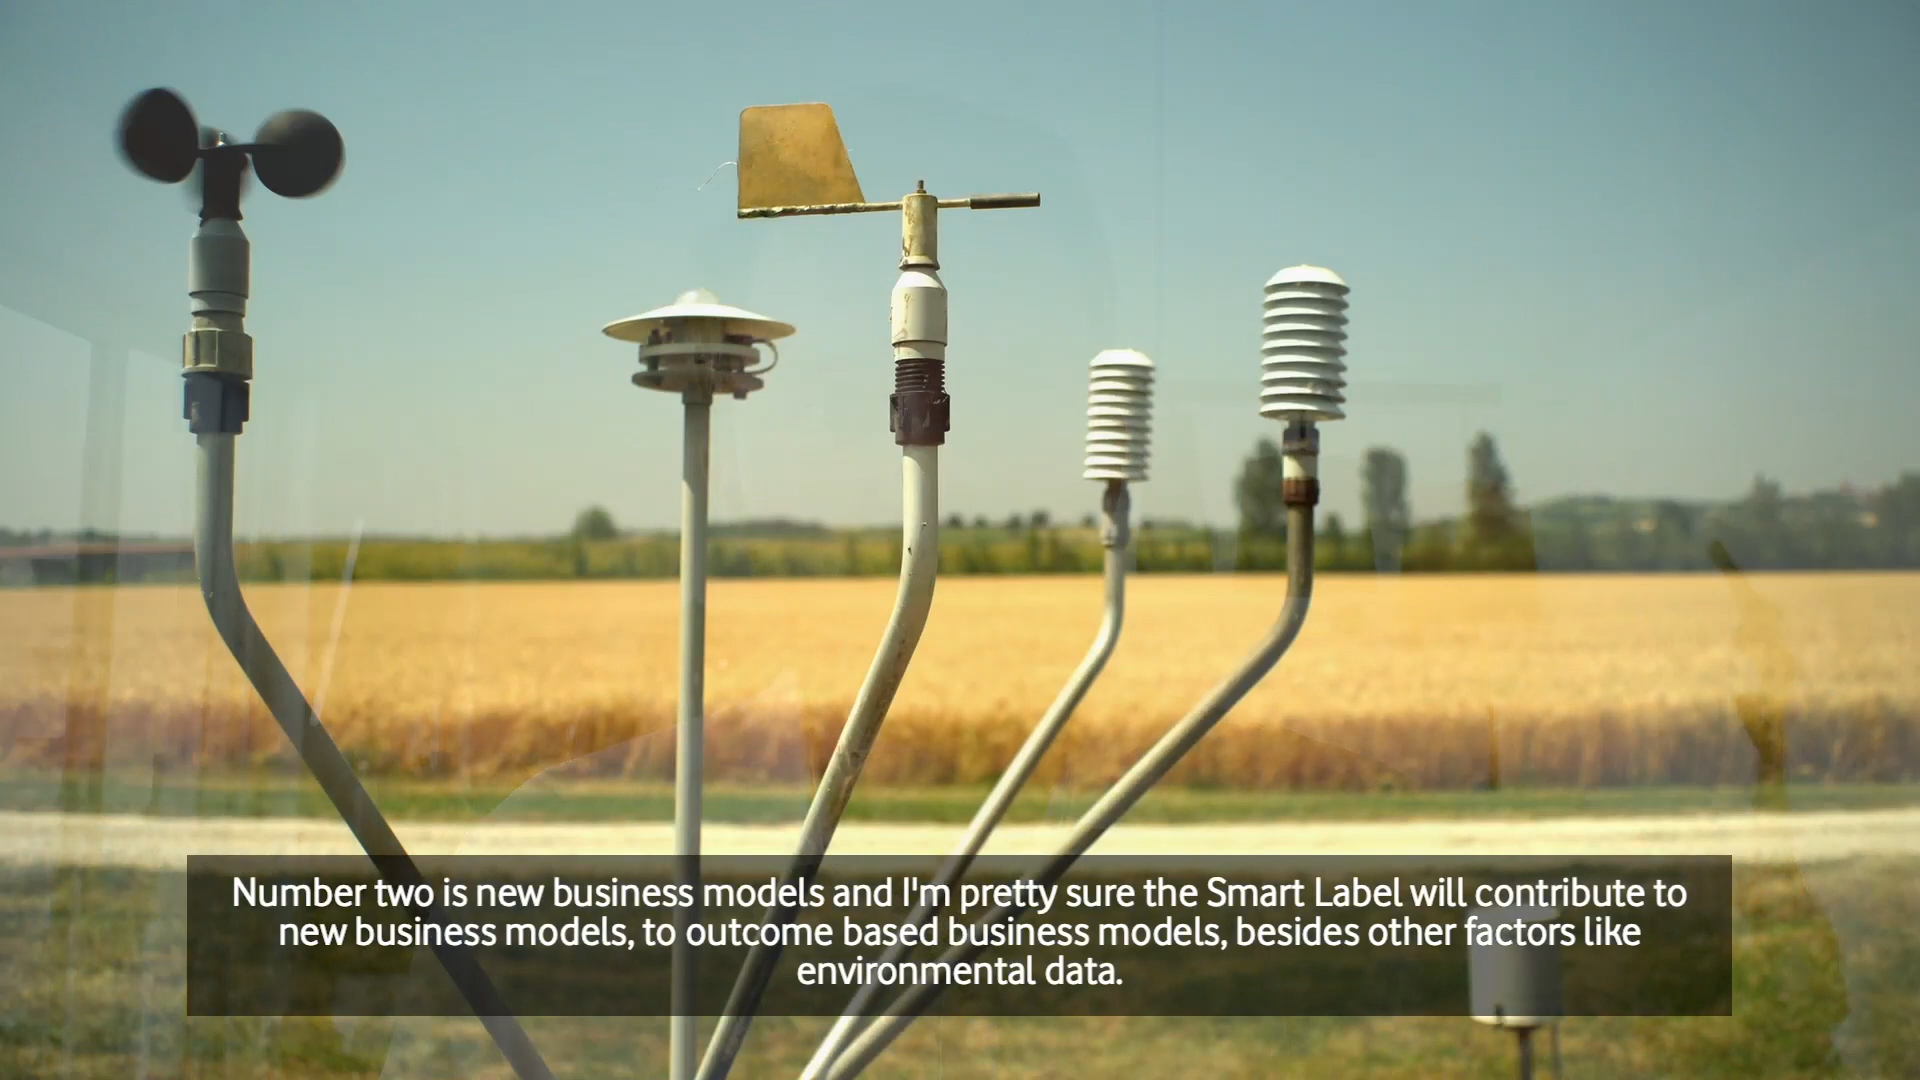 Number two is new business models and I'm pretty sure the Smart Label will contribute to
new business models, to outcome based business models, besides other factors like
environmental data.